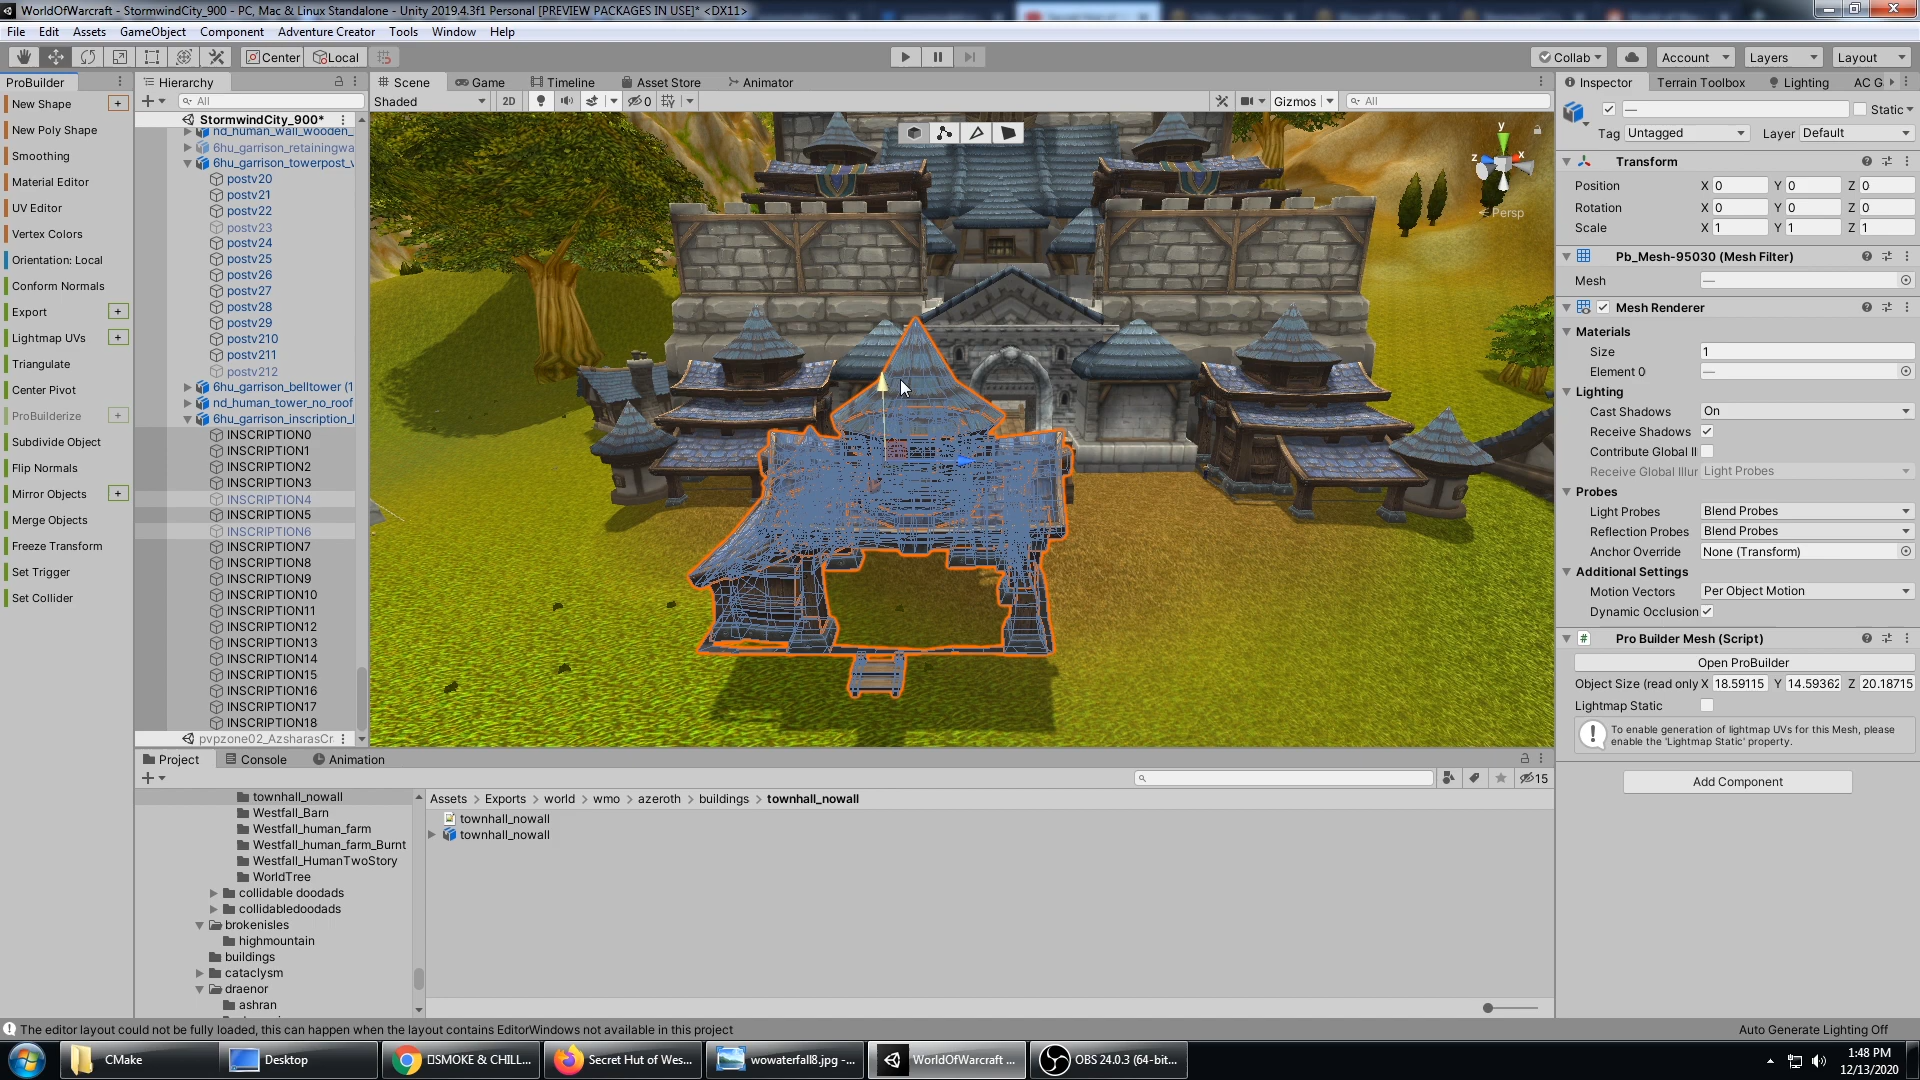 WorldOfWarcraft - StormwindCity_900 - PC, Mac & Linux Standalone - Unity 2019.4.3f1 Personal [PREVIEW PACKAGES IN USE]* <DX11>
File Edit Assets GameObject Component Adventure Creator Tools Window Help
Center Local Collab Account Layers Layout
ProBuilder
New Shape +
New Poly Shape
Smoothing
Material Editor
UV Editor
Vertex Colors
Orientation: Local
Conform Normals
Export +
Lightmap UVs +
Triangulate
Center Pivot
ProBuilderize +
Subdivide Object
Flip Normals
Mirror Objects +
Merge Objects
Freeze Transform
Set Trigger
Set Collider
Hierarchy
+ All
StormwindCity_900*
nd_human_wall_wooden_
6hu_garrison_retainingwa
6hu_garrison_towerpost_v
postv20
postv21
postv22
postv23
postv24
postv25
postv26
postv27
postv28
postv29
postv210
postv211
postv212
6hu_garrison_belltower (1
nd_human_tower_no_roof
6hu_garrison_inscription_l
INSCRIPTION0
INSCRIPTION1
INSCRIPTION2
INSCRIPTION3
INSCRIPTION4
INSCRIPTION5
INSCRIPTION6
INSCRIPTION7
INSCRIPTION8
INSCRIPTION9
INSCRIPTION10
INSCRIPTION11
INSCRIPTION12
INSCRIPTION13
INSCRIPTION14
INSCRIPTION15
INSCRIPTION16
INSCRIPTION17
INSCRIPTION18
pvpzone02_AzsharasCr
Scene Game Timeline Asset Store Animator
Shaded 2D 0 Gizmos All
y
z x
Persp
Inspector Terrain Toolbox Lighting AC G
— Static
Tag Untagged Layer Default
Transform
Position X 0 Y 0 Z 0
Rotation X 0 Y 0 Z 0
Scale X 1 Y 1 Z 1
Pb_Mesh-95030 (Mesh Filter)
Mesh —
Mesh Renderer
Materials
Size 1
Element 0 —
Lighting
Cast Shadows On
Receive Shadows
Contribute Global Il
Receive Global Illur Light Probes
Probes
Light Probes Blend Probes
Reflection Probes Blend Probes
Anchor Override None (Transform)
Additional Settings
Motion Vectors Per Object Motion
Dynamic Occlusion
Pro Builder Mesh (Script)
Open ProBuilder
Object Size (read only X 18.59115 Y 14.59362 Z 20.18715
Lightmap Static
To enable generation of lightmap UVs for this Mesh, please
enable the 'Lightmap Static' property.
Add Component
Project Console Animation
+ 15
townhall_nowall
Westfall_Barn
Westfall_human_farm
Westfall_human_farm_Burnt
Westfall_HumanTwoStory
WorldTree
collidable doodads
collidabledoodads
brokenisles
highmountain
buildings
cataclysm
draenor
ashran
Assets > Exports > world > wmo > azeroth > buildings > townhall_nowall
townhall_nowall
townhall_nowall
The editor layout could not be fully loaded, this can happen when the layout contains EditorWindows not available in this project
Auto Generate Lighting Off
CMake Desktop SMOKE & CHILL... Secret Hut of Wes... wowaterfall8.jpg -... WorldOfWarcraft ... OBS 24.0.3 (64-bit...
1:48 PM
12/13/2020